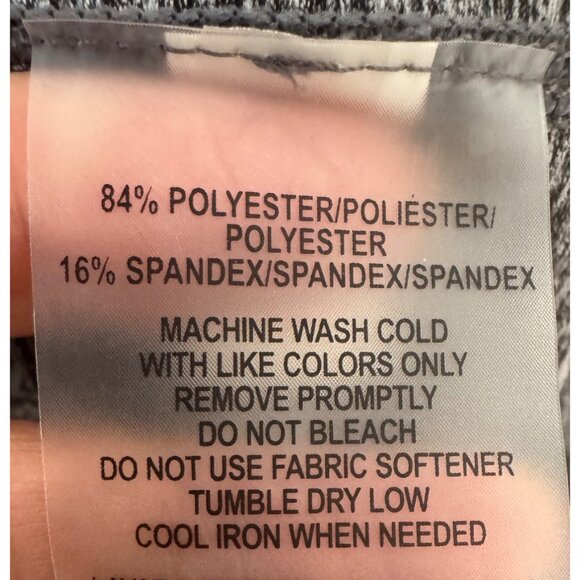 84% POLYESTER/POLIÉSTER/
POLYESTER
16% SPANDEX/SPANDEX/SPANDEX
MACHINE WASH COLD
WITH LIKE COLORS ONLY
REMOVE PROMPTLY
DO NOT BLEACH
DO NOT USE FABRIC SOFTENER
TUMBLE DRY LOW
COOL IRON WHEN NEEDED